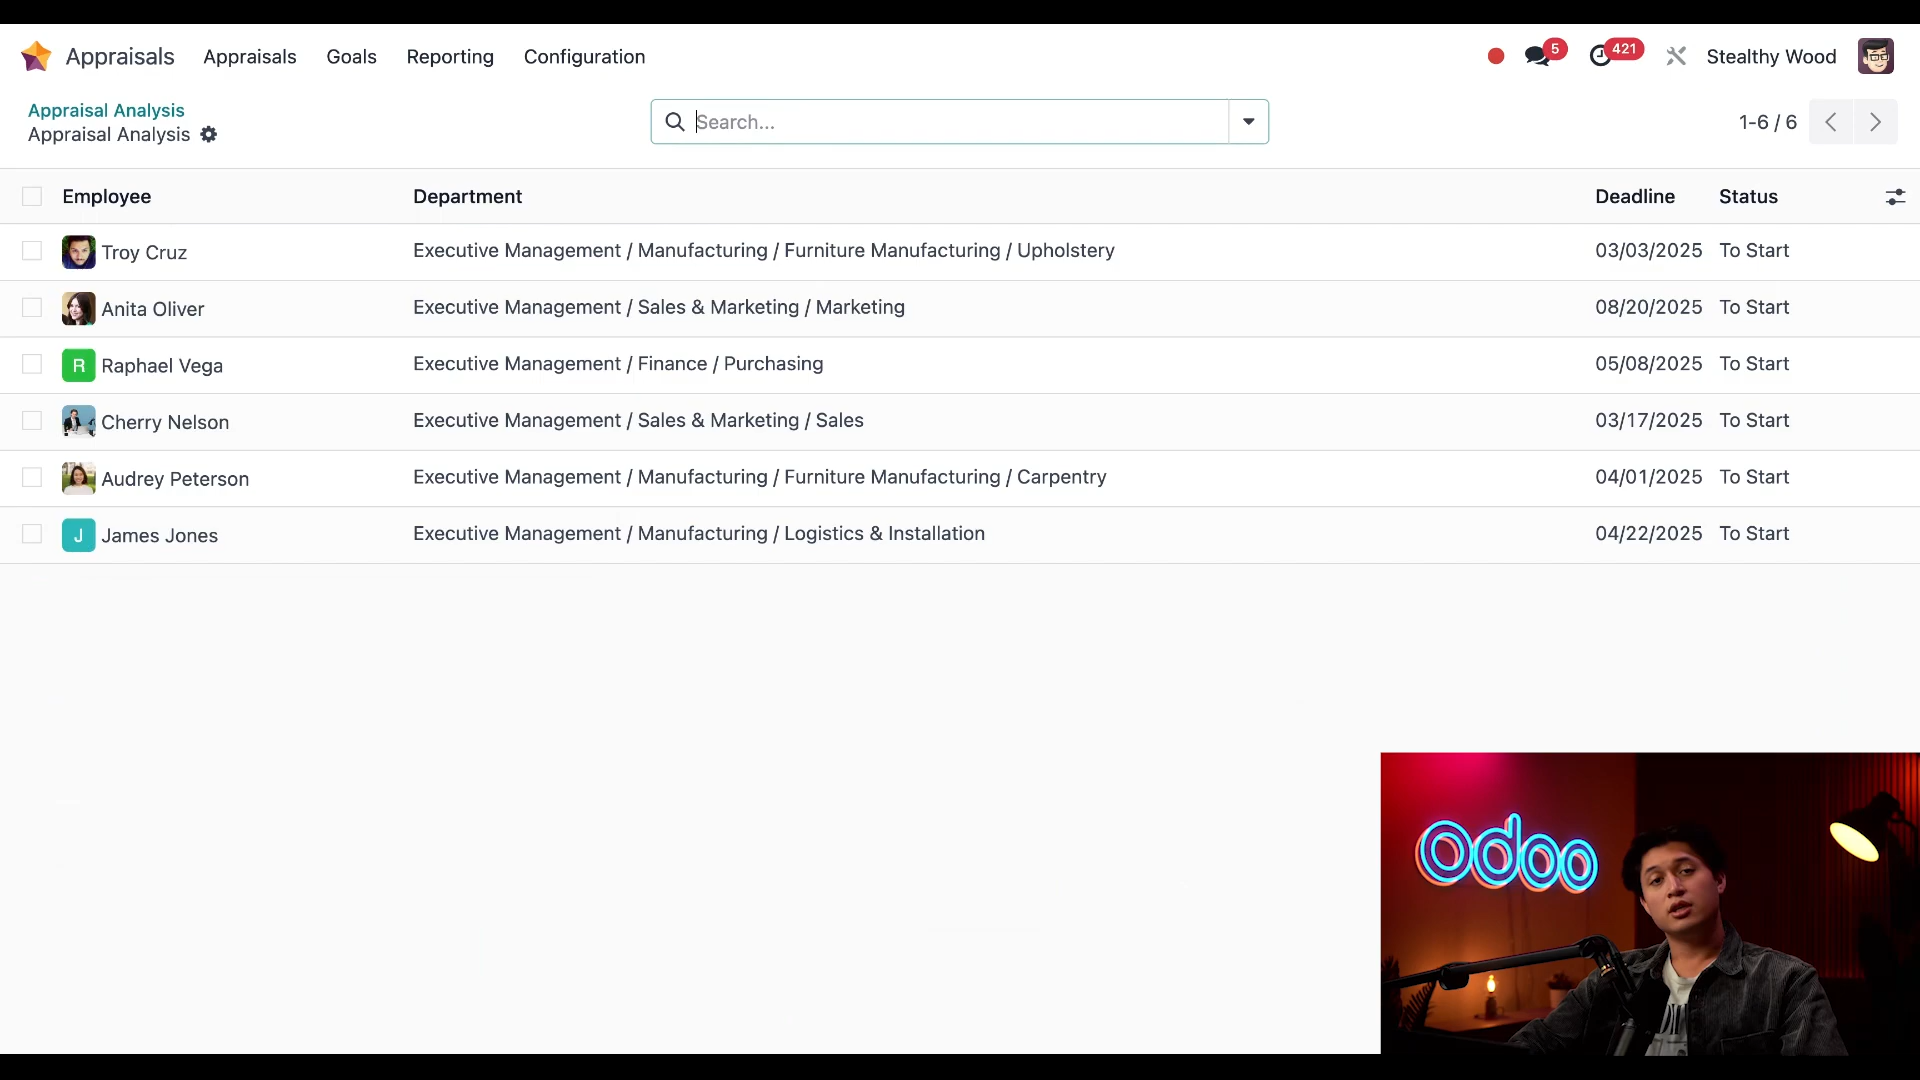 Appraisals Appraisals Goals Reporting Configuration 5 421 Stealthy Wood
Appraisal Analysis
Appraisal Analysis
Search...
1-6 / 6
Employee Department Deadline Status
Troy Cruz Executive Management / Manufacturing / Furniture Manufacturing / Upholstery 03/03/2025 To Start
Anita Oliver Executive Management / Sales & Marketing / Marketing 08/20/2025 To Start
R Raphael Vega Executive Management / Finance / Purchasing 05/08/2025 To Start
Cherry Nelson Executive Management / Sales & Marketing / Sales 03/17/2025 To Start
Audrey Peterson Executive Management / Manufacturing / Furniture Manufacturing / Carpentry 04/01/2025 To Start
J James Jones Executive Management / Manufacturing / Logistics & Installation 04/22/2025 To Start
odoo